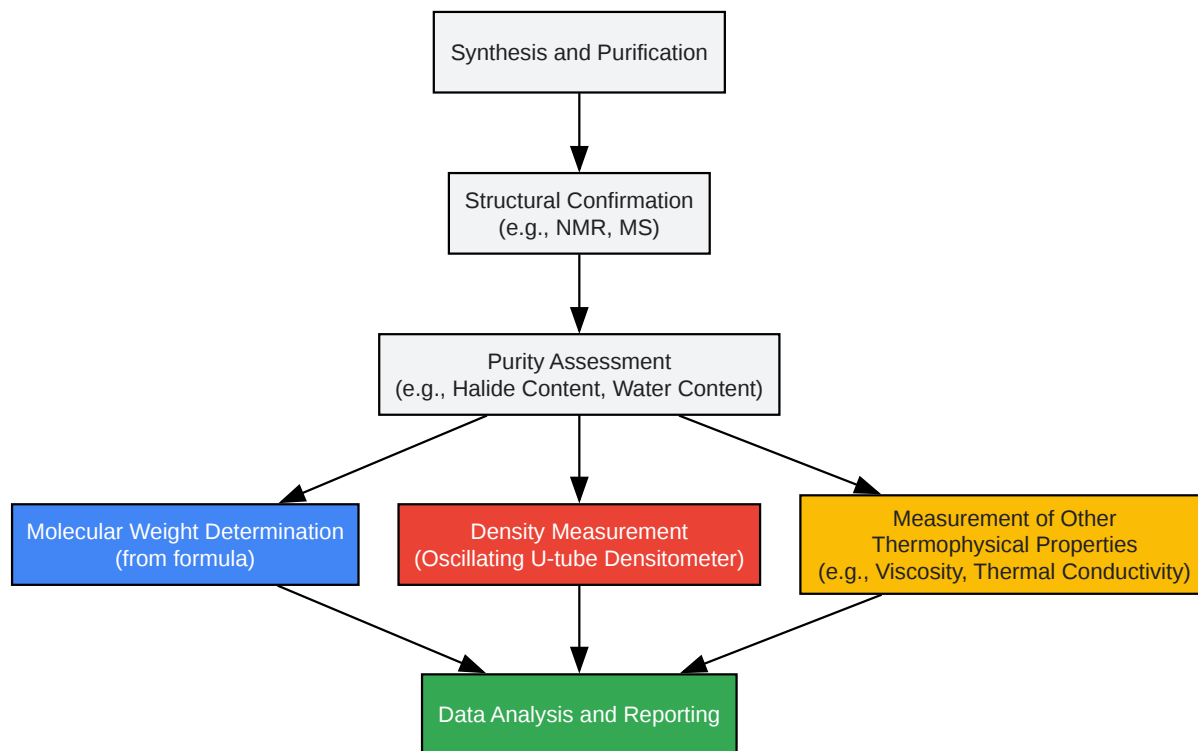 Synthesis and Purification
Structural Confirmation
(e.g., NMR, MS)
Purity Assessment
(e.g., Halide Content, Water Content)
Molecular Weight Determination
(from formula)
Density Measurement
(Oscillating U-tube Densitometer)
Measurement of Other
Thermophysical Properties
(e.g., Viscosity, Thermal Conductivity)
Data Analysis and Reporting